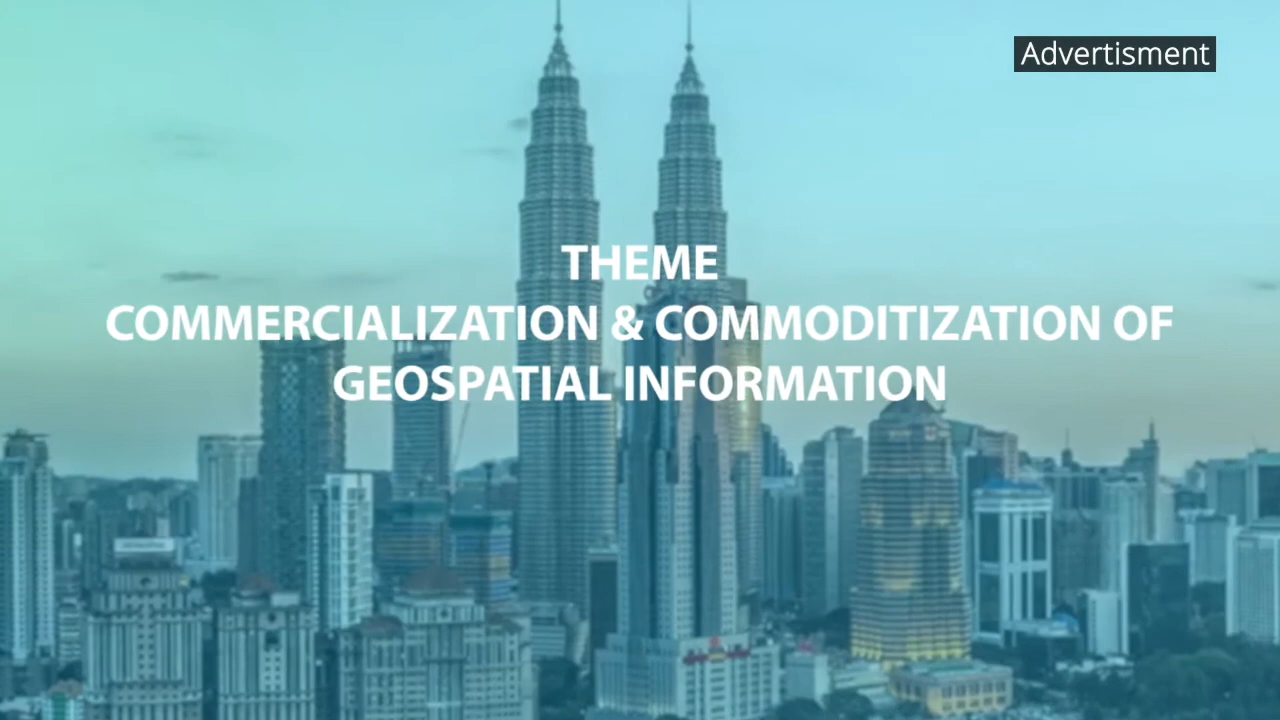 Advertisment
THEME
COMMERCIALIZATION & COMMODITIZATION OF
GEOSPATIAL INFORMATION